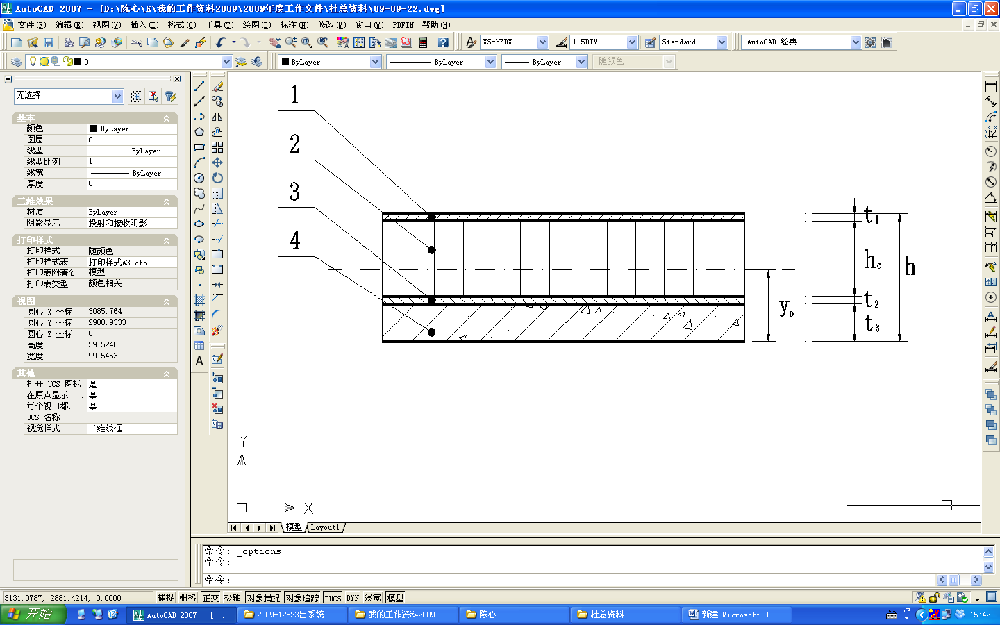 AutoCAD 2007 - [D:\陈心\E\我的工作资料2009\2009年度工作文件\杜总资料\09-09-22.dwg]
文件(F) 编辑(E) 视图(V) 插入(I) 格式(O) 工具(T) 绘图(D) 标注(N) 修改(M) 窗口(W) PDFIN 帮助(H)
XS-HZDX 1.5DIM Standard AutoCAD 经典
0 ByLayer ByLayer ByLayer 随颜色
无选择
基本
颜色 ByLayer
图层 0
线型 ByLayer
线型比例 1
线宽 ByLayer
厚度 0
三维效果
材质 ByLayer
阴影显示 投射和接收阴影
打印样式
打印样式 随颜色
打印样式表 打印样式A3.ctb
打印表附着到 模型
打印表类型 颜色相关
视图
圆心 X 坐标 3085.764
圆心 Y 坐标 2908.9333
圆心 Z 坐标 0
高度 59.5248
宽度 99.5453
其他
打开 UCS 图标 是
在原点显示 ... 是
每个视口都... 是
UCS 名称
视觉样式 二维线框
A
A
1
2
3
4
t1
hc
h
t2
yo
t3
Y
X
模型 Layout1
命令: _options
命令:
命令:
3131.0787, 2881.4214, 0.0000 捕捉 栅格 正交 极轴 对象捕捉 对象追踪 DUCS DYN 线宽 模型
开始 AutoCAD 2007 - [... 2009-12-23出系统 我的工作资料2009 陈心 杜总资料 新建 Microsoft O... 15:42